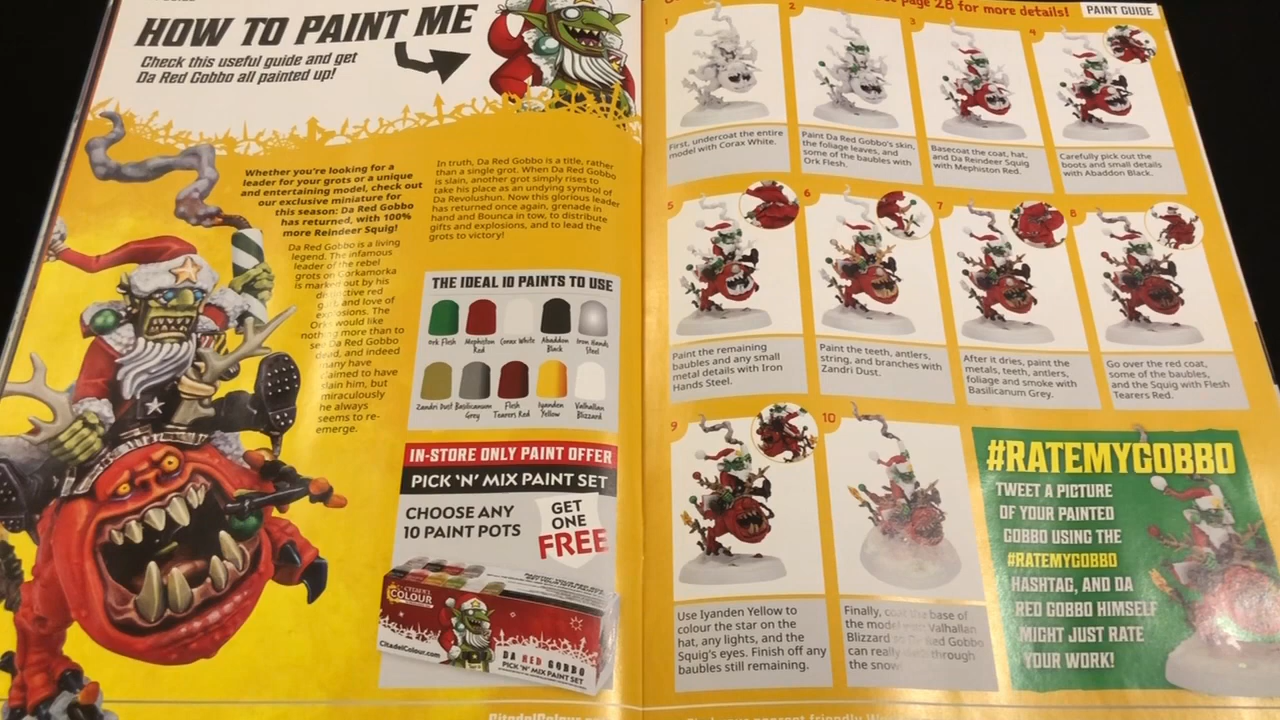 HOW TO PAINT ME
Check this useful guide and get
Da Red Gobbo all painted up!
Whether you're looking for a
leader for your grots or a unique
and entertaining model, check out
our exclusive miniature for
this season: Da Red Gobbo
has returned, with 100%
more Reindeer Squig!
Da Red Gobbo is a living
legend. The infamous
leader of the rebel
grots on Gorkamorka
is marked out by his
distinctive red
and love of
explosions. The
Orks would like
nothing more to
see Da Red Gobbo
dead, and indeed
many have
claimed to have
slain him, but
miraculously
he always
seems to re-
emerge.
In truth, Da Red Gobbo is a title, rather
than a single grot. When Da Red Gobbo
is slain, another grot simply rises to
take his place as an undying symbol of
Da Revolushun. Now this glorious leader
has returned once again, grenade in
hand and Bounca in tow, to distribute
gifts and explosions, and to lead the
grots to victory!
THE IDEAL 10 PAINTS TO USE
Ork Flesh
Mephiston
Red
Corax White
Abaddon
Black
Iron Hands
Steel
Zandri Dust
Basilicanum
Grey
Flesh
Tearers Red
Iyanden
Yellow
Valhallan
Blizzard
IN-STORE ONLY PAINT OFFER
PICK 'N' MIX PAINT SET
CHOOSE ANY
10 PAINT POTS
GET
ONE
FREE
CITADEL
COLOUR
CitadelColour.com
DA RED GOBBO
PICK 'N' MIX PAINT SET
page 28 for more details!
PAINT GUIDE
1
First, undercoat the entire
model with Corax White.
2
Paint Da Red Gobbo's skin,
the foliage leaves, and
some of the baubles with
Ork Flesh.
3
Basecoat the coat, hat,
and Da Reindeer Squig
with Mephiston Red.
4
Carefully pick out the
boots and small details
with Abaddon Black.
5
Paint the remaining
baubles and any small
metal details with Iron
Hands Steel.
6
Paint the teeth, antlers,
string, and branches with
Zandri Dust.
7
After it dries, paint the
metals, teeth, antlers,
foliage and smoke with
Basilicanum Grey.
8
Go over the red coat,
some of the baubles,
and the Squig with Flesh
Tearers Red.
9
Use Iyanden Yellow to
colour the star on the
hat, any lights, and the
Squig's eyes. Finish off any
baubles still remaining.
10
Finally, coat the base of
the model with Valhallan
Blizzard so Da Red Gobbo
can really through
the snow!
#RATEMYGOBBO
TWEET A PICTURE
OF YOUR PAINTED
GOBBO USING THE
#RATEMYGOBBO
HASHTAG, AND DA
RED GOBBO HIMSELF
MIGHT JUST RATE
YOUR WORK!